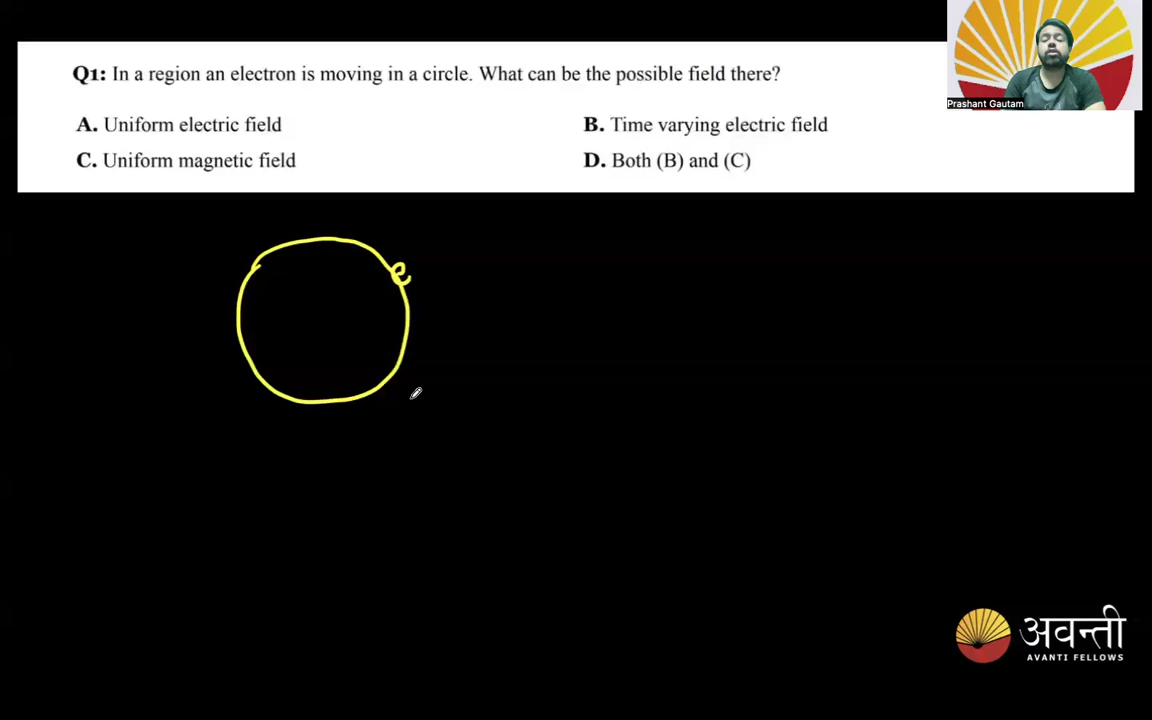 Q1: In a region an electron is moving in a circle. What can be the possible field there?
A. Uniform electric field
B. Time varying electric field
C. Uniform magnetic field
D. Both (B) and (C)
Prashant Gautam
e
अवन्ती
AVANTI FELLOWS